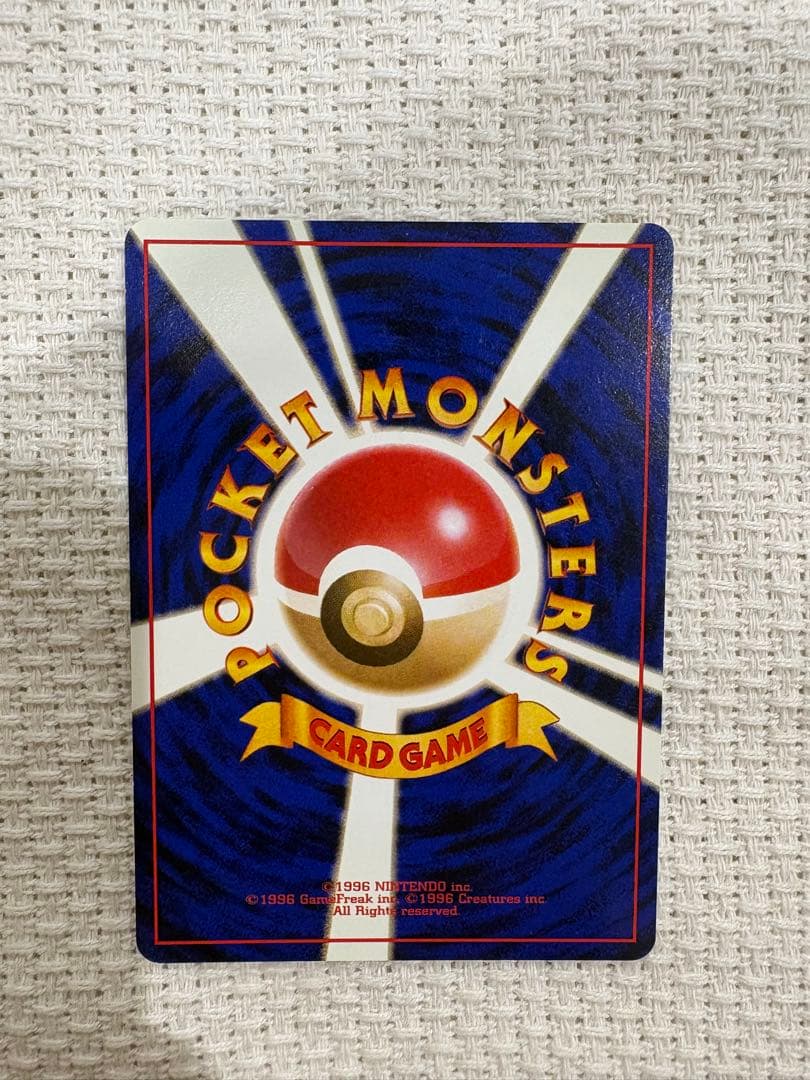 POCKET MONSTERS
CARD GAME
©1996 NINTENDO inc.
©1996 GameFreak inc. ©1996 Creatures inc.
All Rights reserved.